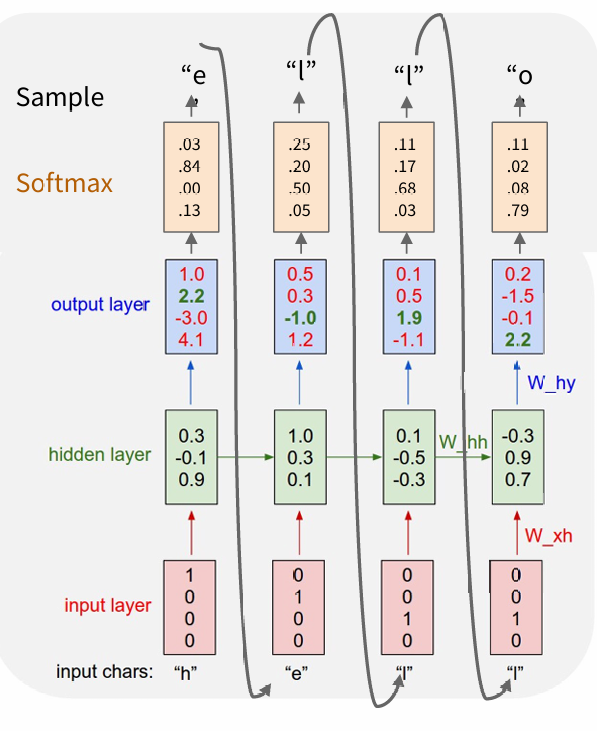 “e” “l” “l” “o”
Sample
.03 .25 .11 .11
.84 .20 .17 .02
Softmax
.00 .50 .68 .08
.13 .05 .03 .79
1.0 0.5 0.1 0.2
2.2 0.3 0.5 -1.5
output layer
-3.0 -1.0 1.9 -0.1
4.1 1.2 -1.1 2.2
W_hy
0.3 1.0 0.1 -0.3
W_hh
hidden layer
-0.1 0.3 -0.5 0.9
0.9 0.1 -0.3 0.7
W_xh
1 0 0 0
0 1 0 0
input layer
0 0 1 1
0 0 0 0
input chars: “h” “e” “l” “l”